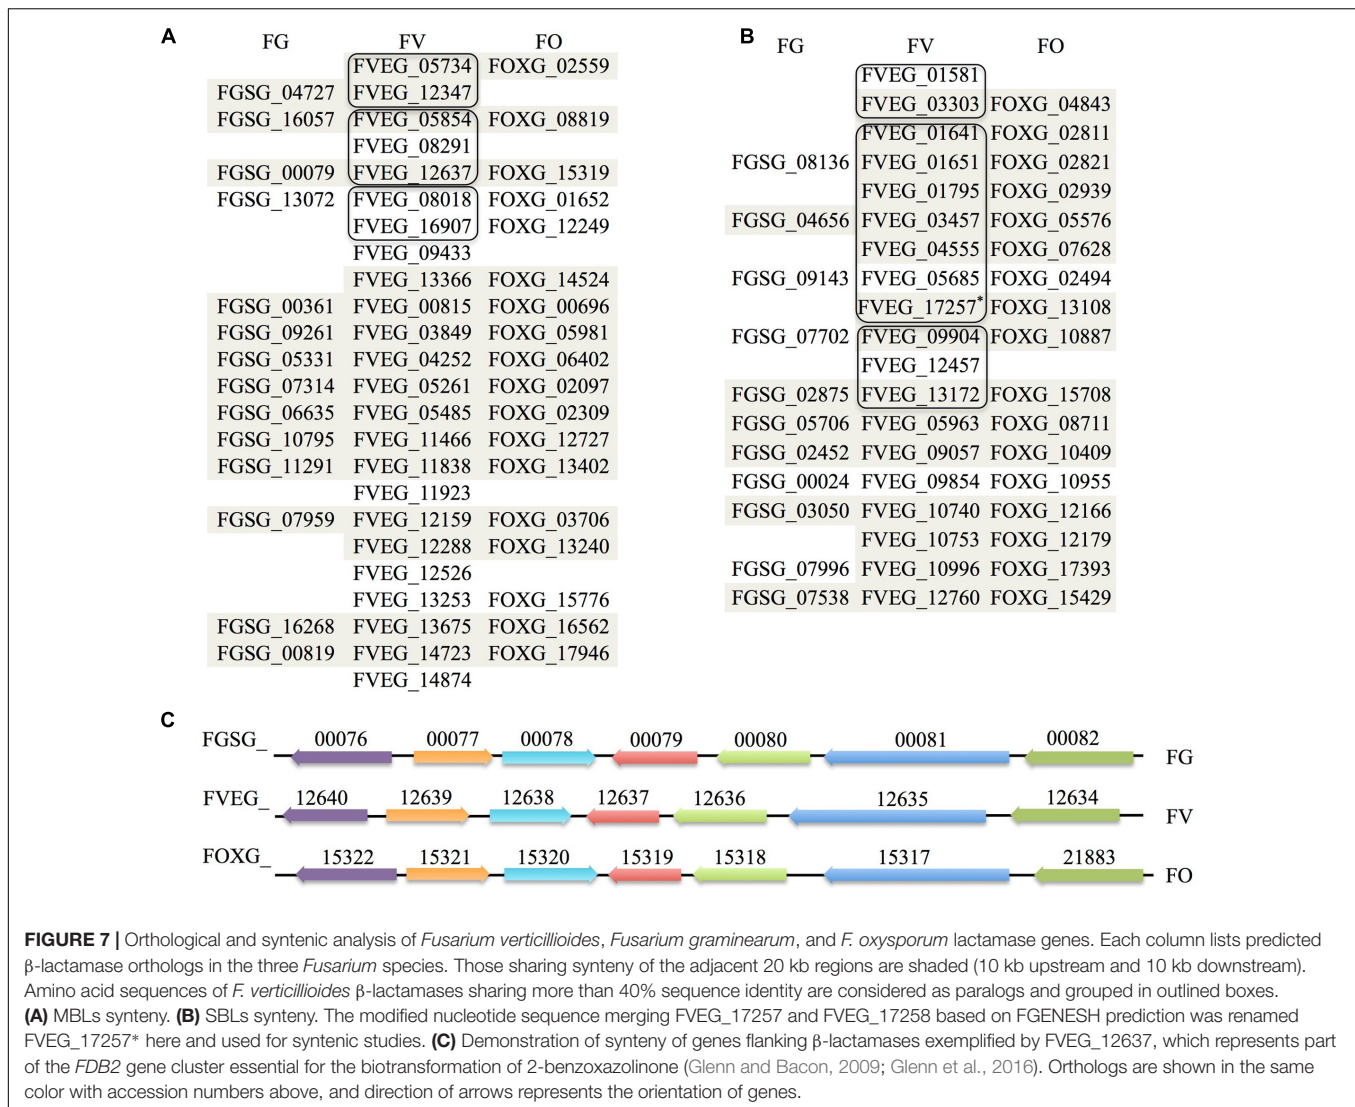 A
FG FV FO
FVEG_05734 FOXG_02559
FGSG_04727 FVEG_12347
FGSG_16057 FVEG_05854 FOXG_08819
FVEG_08291
FGSG_00079 FVEG_12637 FOXG_15319
FGSG_13072 FVEG_08018 FOXG_01652
FVEG_16907 FOXG_12249
FVEG_09433
FVEG_13366 FOXG_14524
FGSG_00361 FVEG_00815 FOXG_00696
FGSG_09261 FVEG_03849 FOXG_05981
FGSG_05331 FVEG_04252 FOXG_06402
FGSG_07314 FVEG_05261 FOXG_02097
FGSG_06635 FVEG_05485 FOXG_02309
FGSG_10795 FVEG_11466 FOXG_12727
FGSG_11291 FVEG_11838 FOXG_13402
FVEG_11923
FGSG_07959 FVEG_12159 FOXG_03706
FVEG_12288 FOXG_13240
FVEG_12526
FVEG_13253 FOXG_15776
FGSG_16268 FVEG_13675 FOXG_16562
FGSG_00819 FVEG_14723 FOXG_17946
FVEG_14874
B
FG FV FO
FVEG_01581
FVEG_03303 FOXG_04843
FVEG_01641 FOXG_02811
FGSG_08136 FVEG_01651 FOXG_02821
FVEG_01795 FOXG_02939
FGSG_04656 FVEG_03457 FOXG_05576
FVEG_04555 FOXG_07628
FGSG_09143 FVEG_05685 FOXG_02494
FVEG_17257* FOXG_13108
FGSG_07702 FVEG_09904 FOXG_10887
FVEG_12457
FGSG_02875 FVEG_13172 FOXG_15708
FGSG_05706 FVEG_05963 FOXG_08711
FGSG_02452 FVEG_09057 FOXG_10409
FGSG_00024 FVEG_09854 FOXG_10955
FGSG_03050 FVEG_10740 FOXG_12166
FVEG_10753 FOXG_12179
FGSG_07996 FVEG_10996 FOXG_17393
FGSG_07538 FVEG_12760 FOXG_15429
C
FGSG_ 00076 00077 00078 00079 00080 00081 00082 FG
FVEG_ 12640 12639 12638 12637 12636 12635 12634 FV
FOXG_ 15322 15321 15320 15319 15318 15317 21883 FO
FIGURE 7 | Orthological and syntenic analysis of Fusarium verticillioides, Fusarium graminearum, and F. oxysporum lactamase genes. Each column lists predicted
β-lactamase orthologs in the three Fusarium species. Those sharing synteny of the adjacent 20 kb regions are shaded (10 kb upstream and 10 kb downstream).
Amino acid sequences of F. verticillioides β-lactamases sharing more than 40% sequence identity are considered as paralogs and grouped in outlined boxes.
(A) MBLs synteny. (B) SBLs synteny. The modified nucleotide sequence merging FVEG_17257 and FVEG_17258 based on FGENESH prediction was renamed
FVEG_17257* here and used for syntenic studies. (C) Demonstration of synteny of genes flanking β-lactamases exemplified by FVEG_12637, which represents part
of the FDB2 gene cluster essential for the biotransformation of 2-benzoxazolinone (Glenn and Bacon, 2009; Glenn et al., 2016). Orthologs are shown in the same
color with accession numbers above, and direction of arrows represents the orientation of genes.